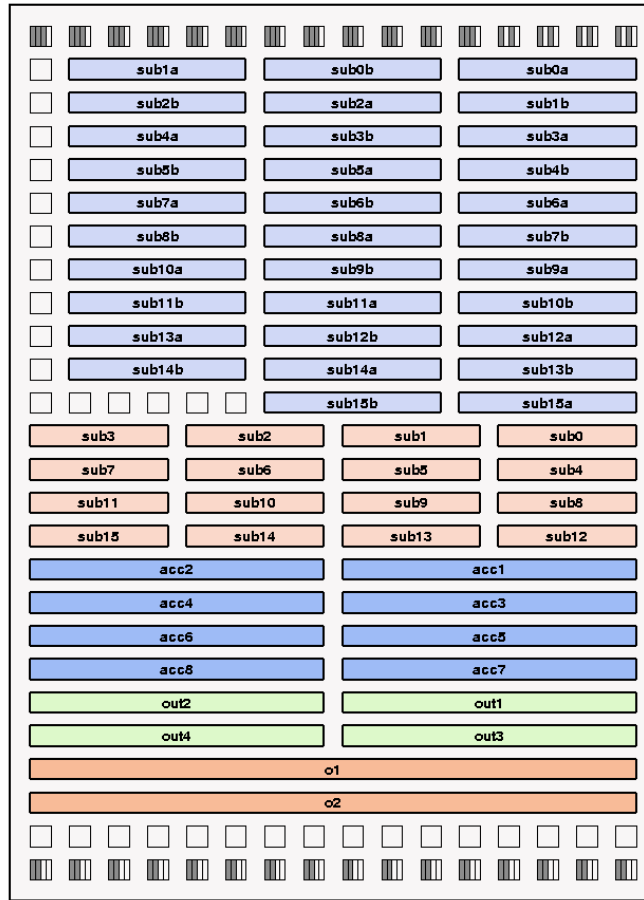 sub1a sub0b sub0a
sub2b sub2a sub1b
sub4a sub3b sub3a
sub5b sub5a sub4b
sub7a sub6b sub6a
sub8b sub8a sub7b
sub10a sub9b sub9a
sub11b sub11a sub10b
sub13a sub12b sub12a
sub14b sub14a sub13b
sub15b sub15a
sub3 sub2 sub1 sub0
sub7 sub6 sub5 sub4
sub11 sub10 sub9 sub8
sub15 sub14 sub13 sub12
acc2 acc1
acc4 acc3
acc6 acc5
acc8 acc7
out2 out1
out4 out3
o1
o2